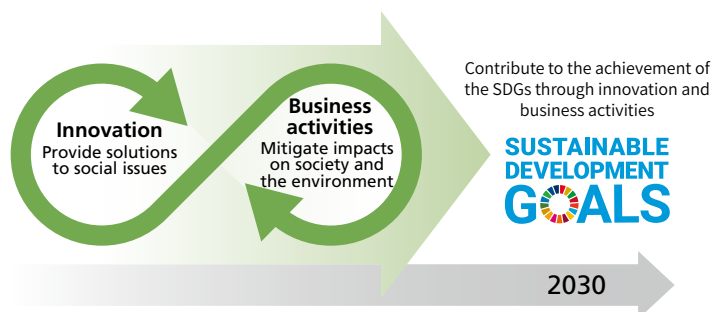 Innovation
Provide solutions
to social issues
Business
activities
Mitigate impacts
on society and
the environment
Contribute to the achievement of
the SDGs through innovation and
business activities
SUSTAINABLE
DEVELOPMENT
GOALS
2030